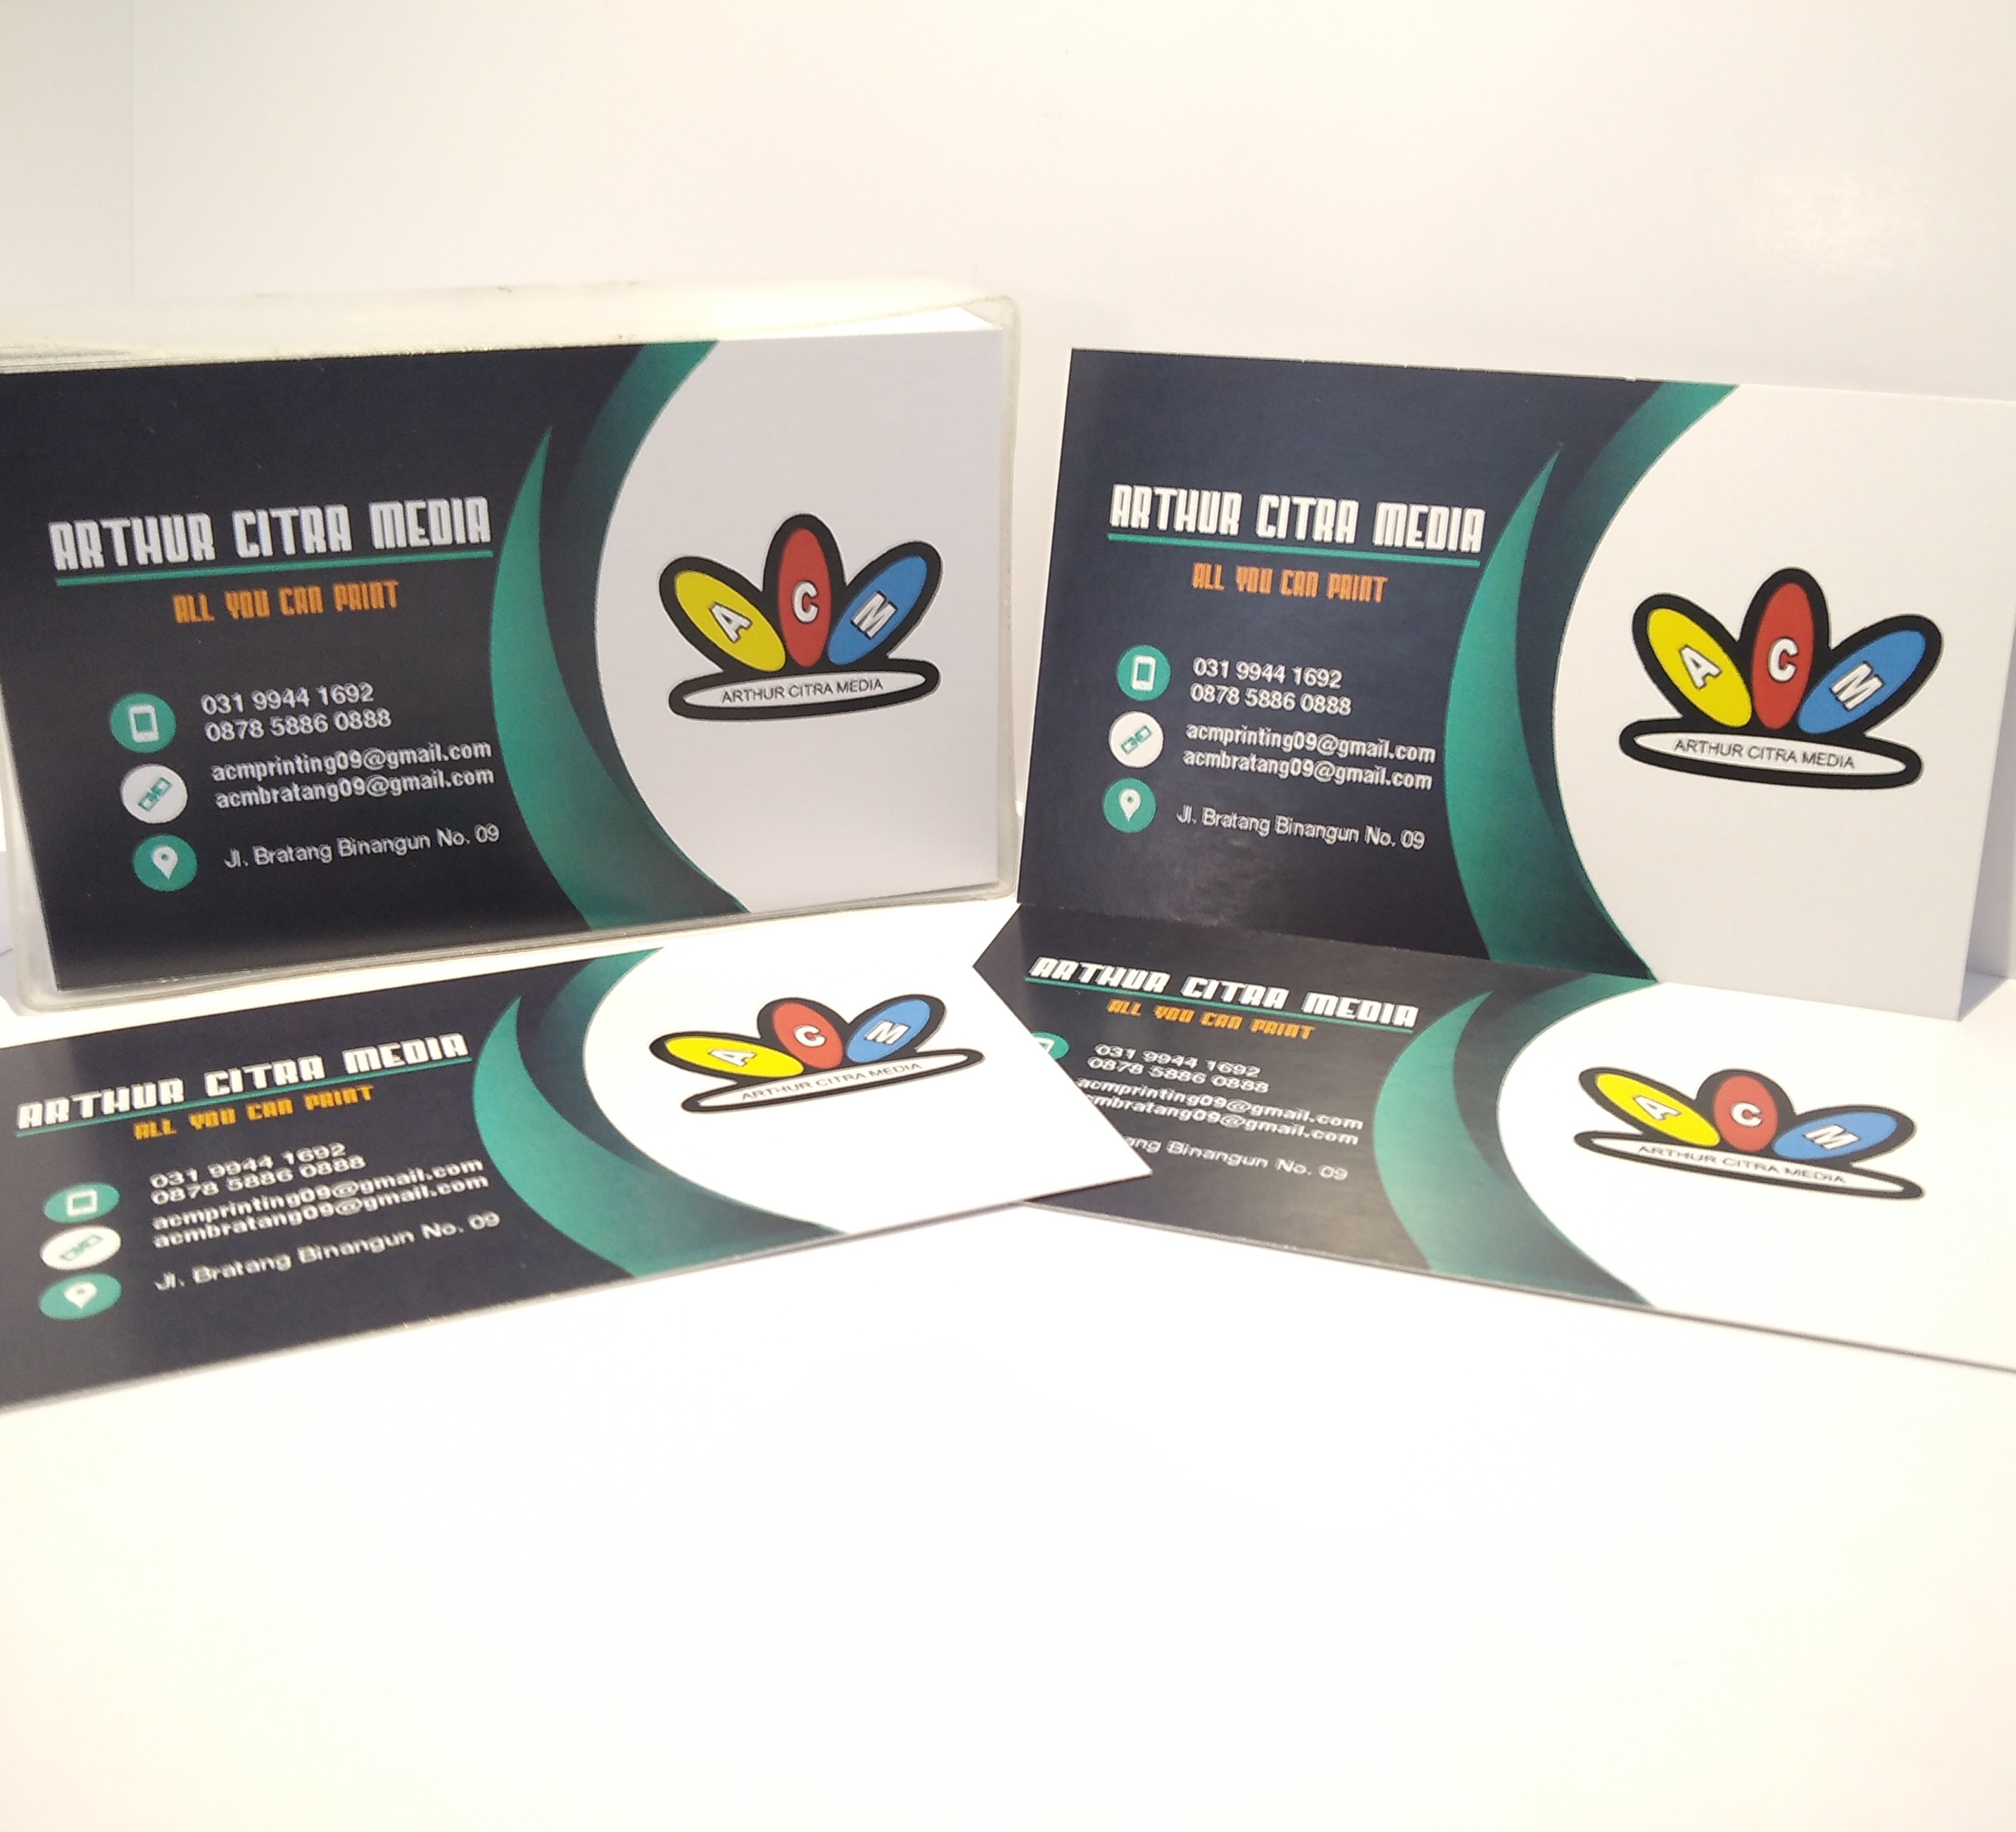 ARTHUR CITRA MEDIA
ALL YOU CAN PRINT
031 9944 1692
0878 5886 0888
acmprinting09@gmail.com
acmbratang09@gmail.com
Jl. Bratang Binangun No. 09
A C M
ARTHUR CITRA MEDIA
ARTHUR CITRA MEDIA
ALL YOU CAN PRINT
031 9944 1692
0878 5886 0888
acmprinting09@gmail.com
acmbratang09@gmail.com
Jl. Bratang Binangun No. 09
A C M
ARTHUR CITRA MEDIA
ARTHUR CITRA MEDIA
ALL YOU CAN PRINT
031 9944 1692
0878 5886 0888
acmprinting09@gmail.com
acmbratang09@gmail.com
Jl. Bratang Binangun No. 09
A C M
ARTHUR CITRA MEDIA
ARTHUR CITRA MEDIA
ALL YOU CAN PRINT
031 9944 1692
0878 5886 0888
acmprinting09@gmail.com
mbratang09@gmail.com
ang Binangun No. 09
A C M
ARTHUR CITRA MEDIA